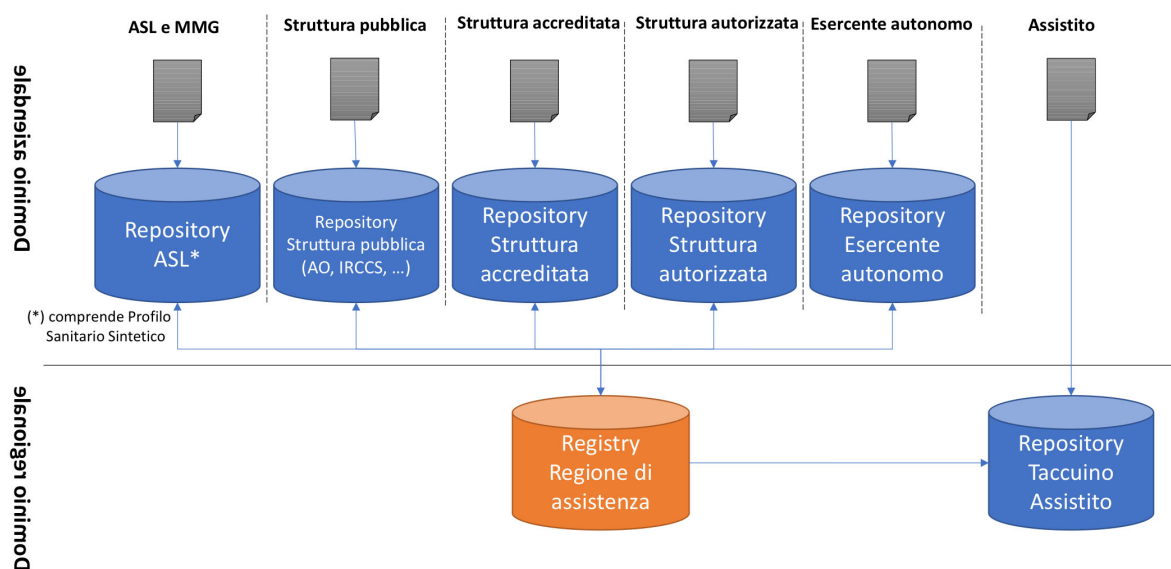 ASL e MMG
Struttura pubblica
Struttura accreditata
Struttura autorizzata
Esercente autonomo
Assistito
Dominio aziendale
Repository
ASL*
Repository
Struttura pubblica
(AO, IRCCS, ...)
Repository
Struttura
accreditata
Repository
Struttura
autorizzata
Repository
Esercente
autonomo
(*) comprende Profilo
Sanitario Sintetico
Dominio regionale
Registry
Regione di
assistenza
Repository
Taccuino
Assistito